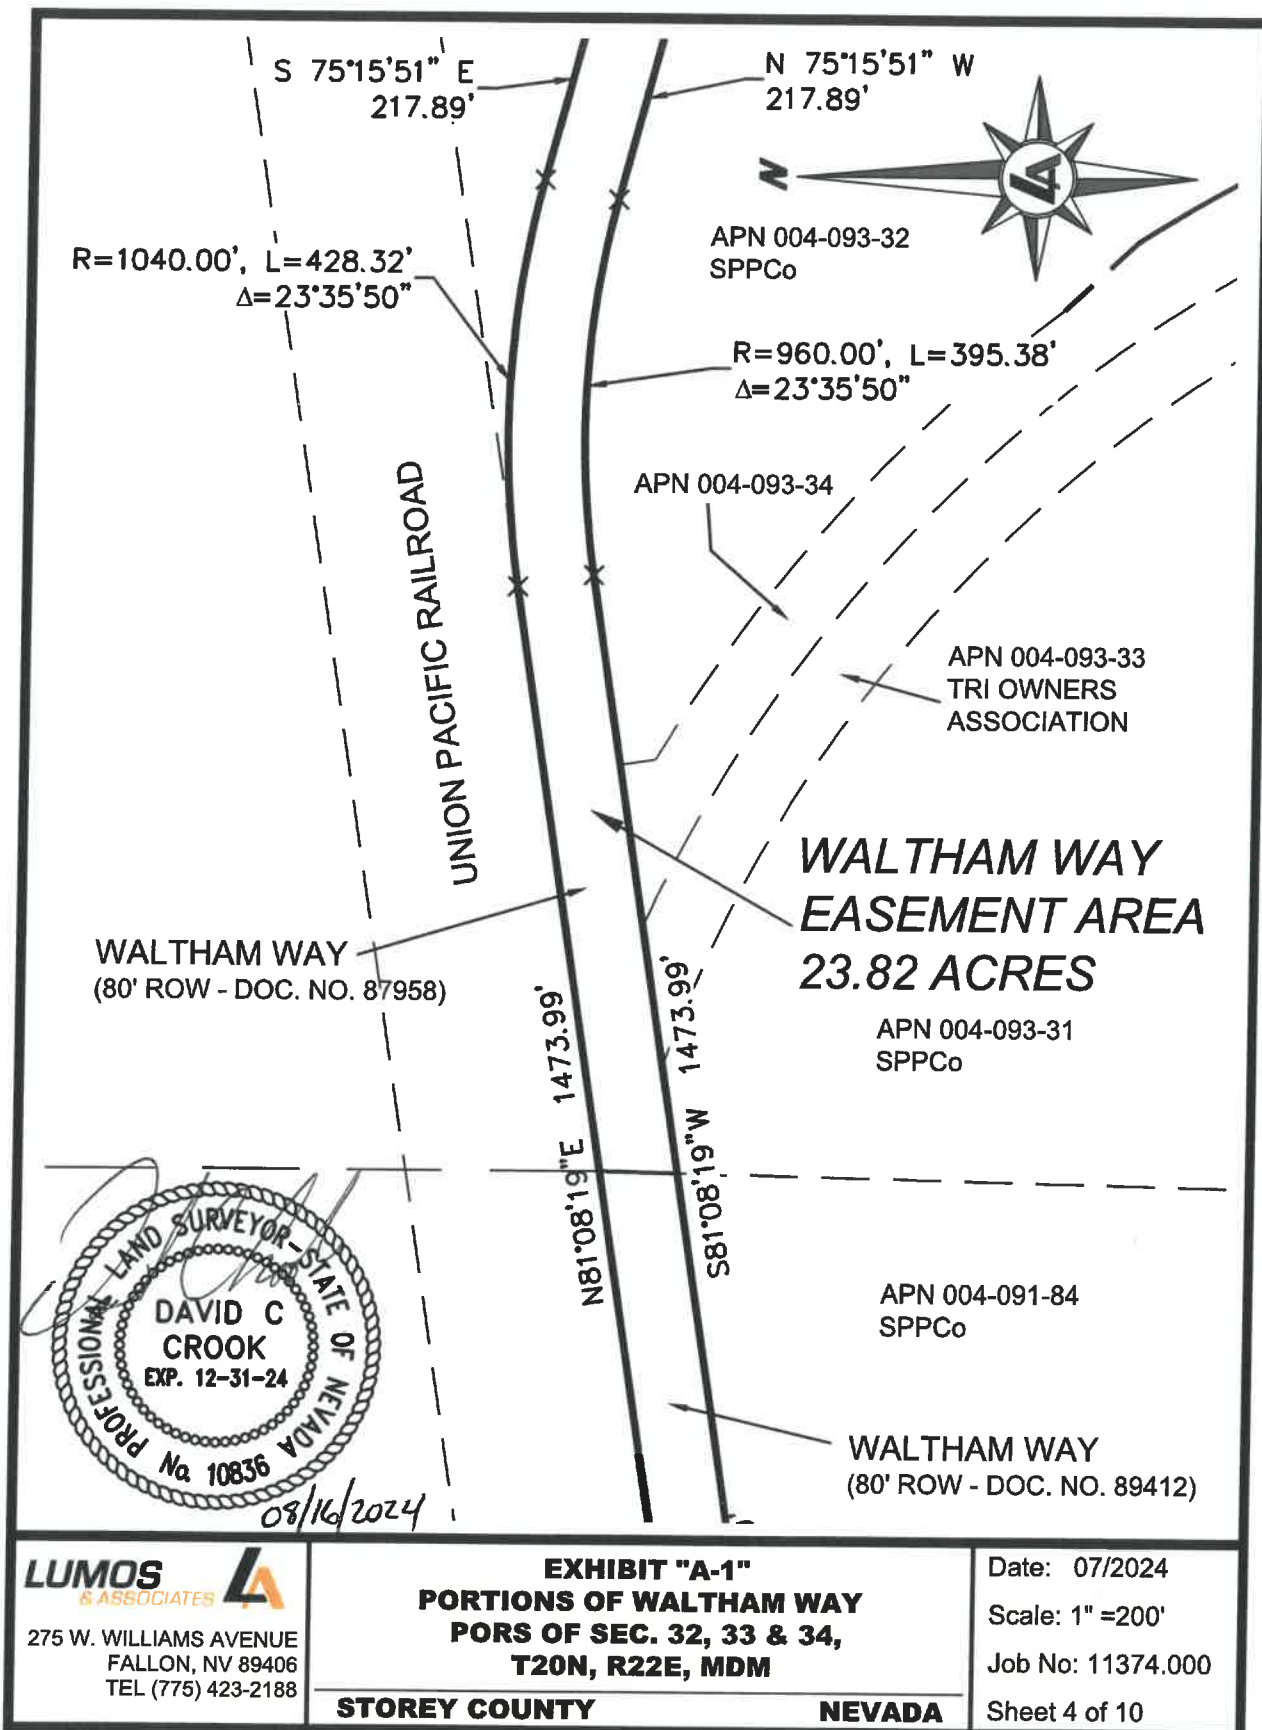 S 75°15'51" E
217.89'
N 75°15'51" W
217.89'
N
LA
APN 004-093-32
SPPCo
R=1040.00', L=428.32'
Δ=23°35'50"
R=960.00', L=395.38'
Δ=23°35'50"
APN 004-093-34
UNION PACIFIC RAILROAD
APN 004-093-33
TRI OWNERS
ASSOCIATION
WALTHAM WAY
EASEMENT AREA
23.82 ACRES
WALTHAM WAY
(80' ROW - DOC. NO. 87958)
APN 004-093-31
SPPCo
N81°08'19"E 1473.99'
S81°08'19"W 1473.99'
PROFESSIONAL LAND SURVEYOR-STATE OF NEVADA
DAVID C
CROOK
EXP. 12-31-24
No. 10836
08/16/2024
APN 004-091-84
SPPCo
WALTHAM WAY
(80' ROW - DOC. NO. 89412)
LUMOS
& ASSOCIATES
LA
275 W. WILLIAMS AVENUE
FALLON, NV 89406
TEL (775) 423-2188
EXHIBIT "A-1"
PORTIONS OF WALTHAM WAY
PORS OF SEC. 32, 33 & 34,
T20N, R22E, MDM
STOREY COUNTY NEVADA
Date: 07/2024
Scale: 1" =200'
Job No: 11374.000
Sheet 4 of 10